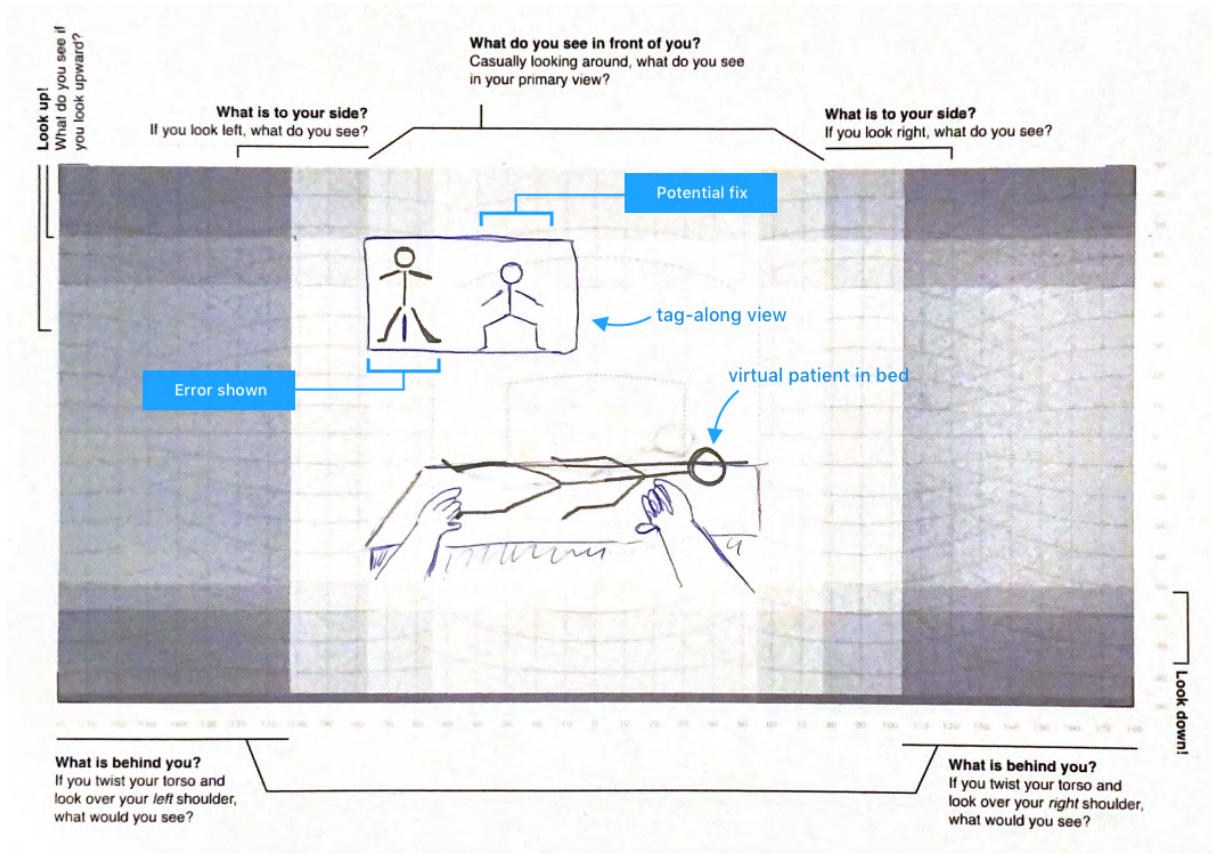 Look up!
What do you see if
you look upward?
What do you see in front of you?
Casually looking around, what do you see
in your primary view?
What is to your side?
If you look left, what do you see?
What is to your side?
If you look right, what do you see?
Potential fix
tag-along view
Error shown
virtual patient in bed
Look down!
What is behind you?
If you twist your torso and
look over your left shoulder,
what would you see?
What is behind you?
If you twist your torso and
look over your right shoulder,
what would you see?